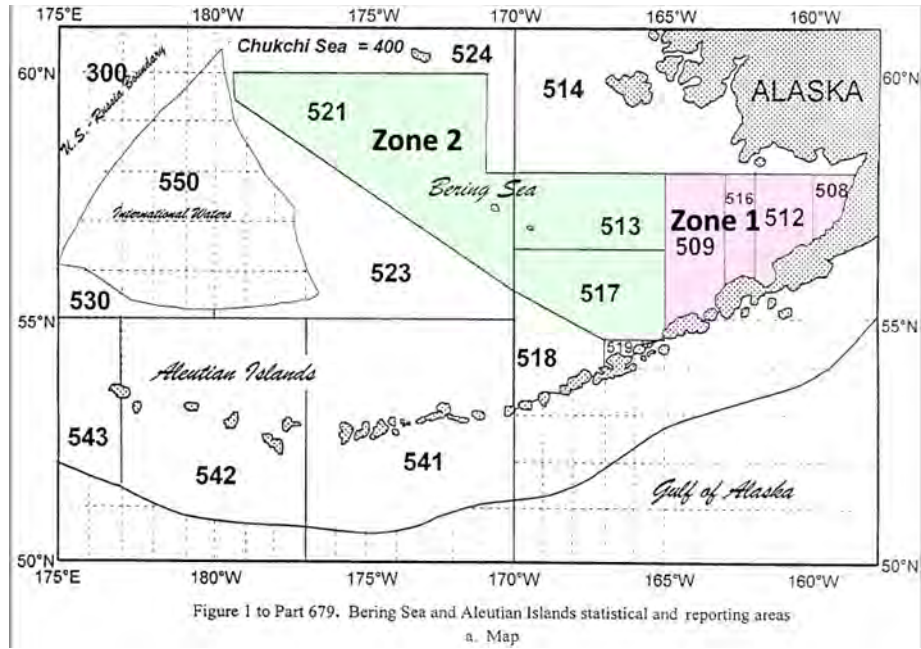 175°E 180°W 175°W 170°W 165°W 160°W
Chukchi Sea = 400
524
60°N
300
U.S.- Russia Boundary
514
60°N
ALASKA
521
Zone 2
550
Bering Sea
516
508
International Waters
513
Zone 1
512
509
523
517
530
55°N
55°N
518
519
Aleutian Islands
543
542
541
Gulf of Alaska
50°N
50°N
175°E 180°W 175°W 170°W 165°W 160°W
Figure 1 to Part 679. Bering Sea and Aleutian Islands statistical and reporting areas
a. Map